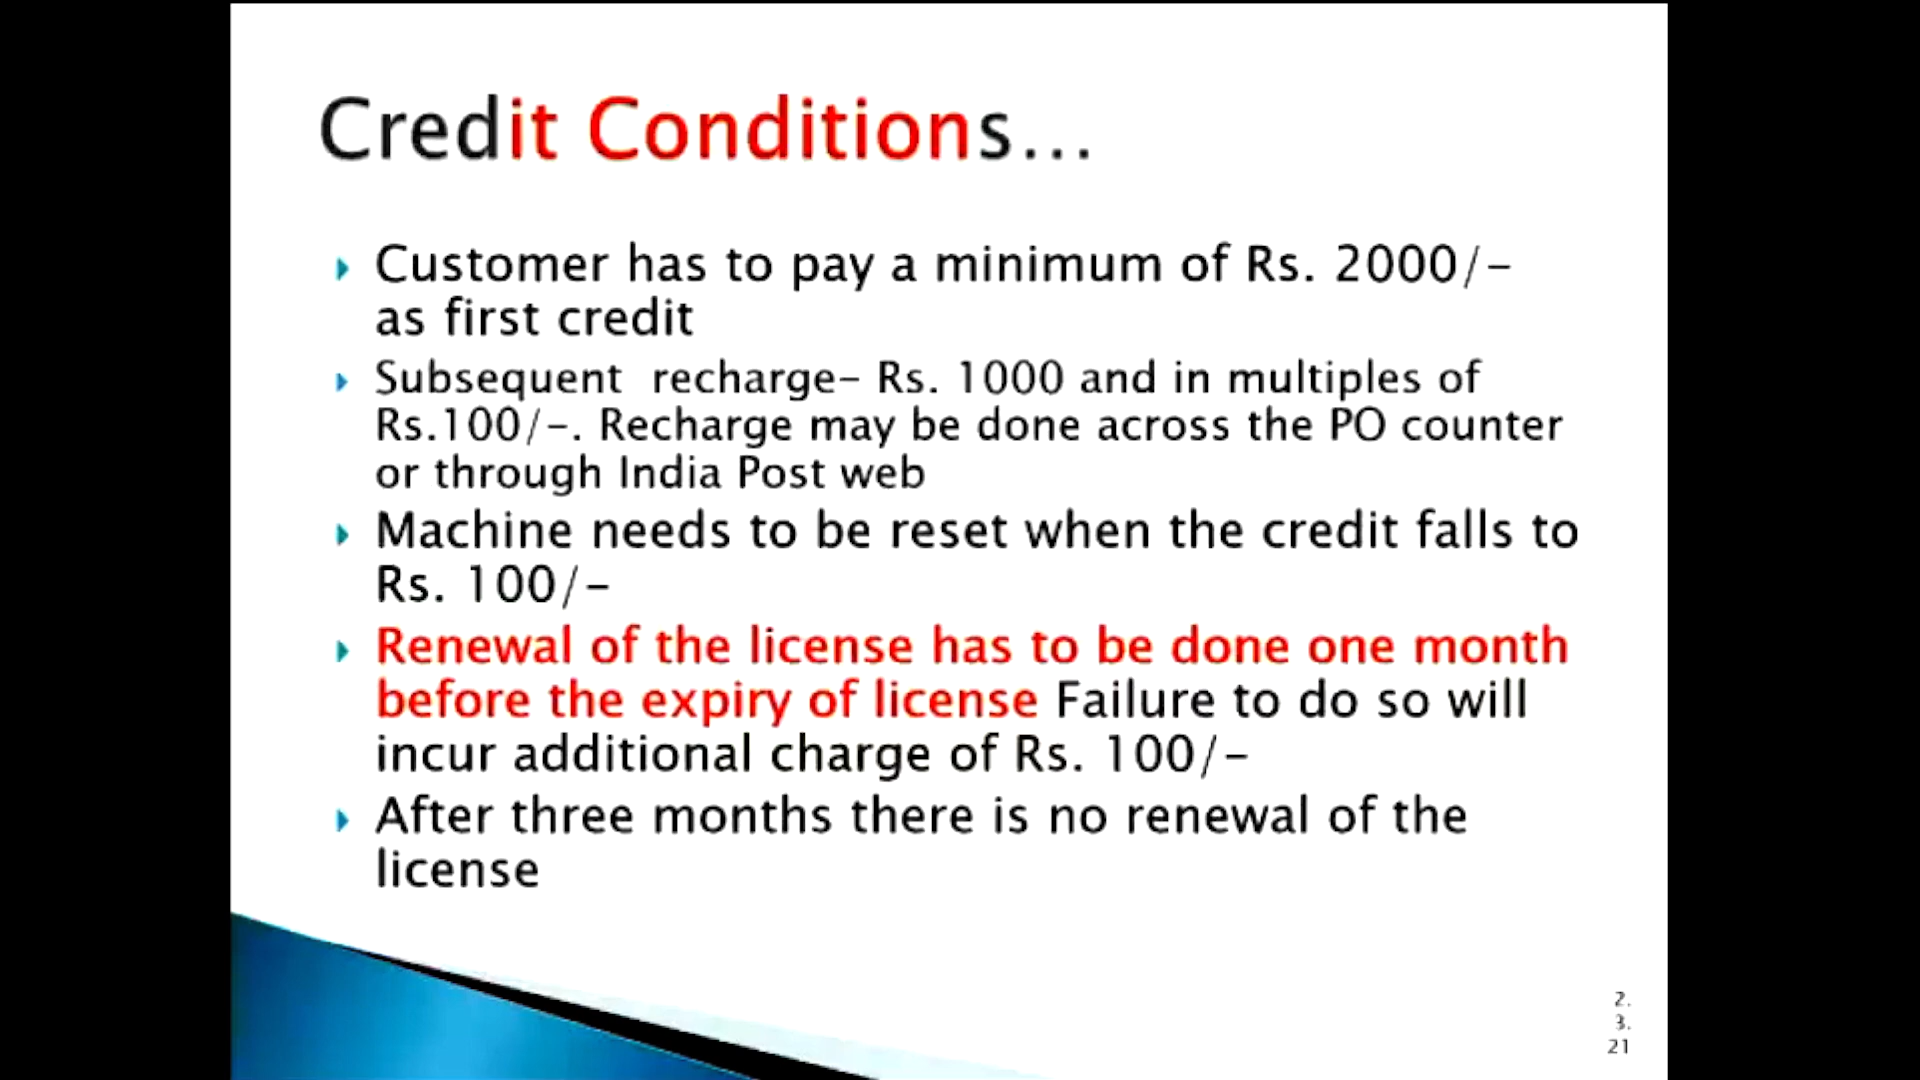 Credit Conditions...
Customer has to pay a minimum of Rs. 2000/-
as first credit
Subsequent recharge- Rs. 1000 and in multiples of
Rs.100/-. Recharge may be done across the PO counter
or through India Post web
Machine needs to be reset when the credit falls to
Rs. 100/-
Renewal of the license has to be done one month
before the expiry of license Failure to do so will
incur additional charge of Rs. 100/-
After three months there is no renewal of the
license
2.
3.
21